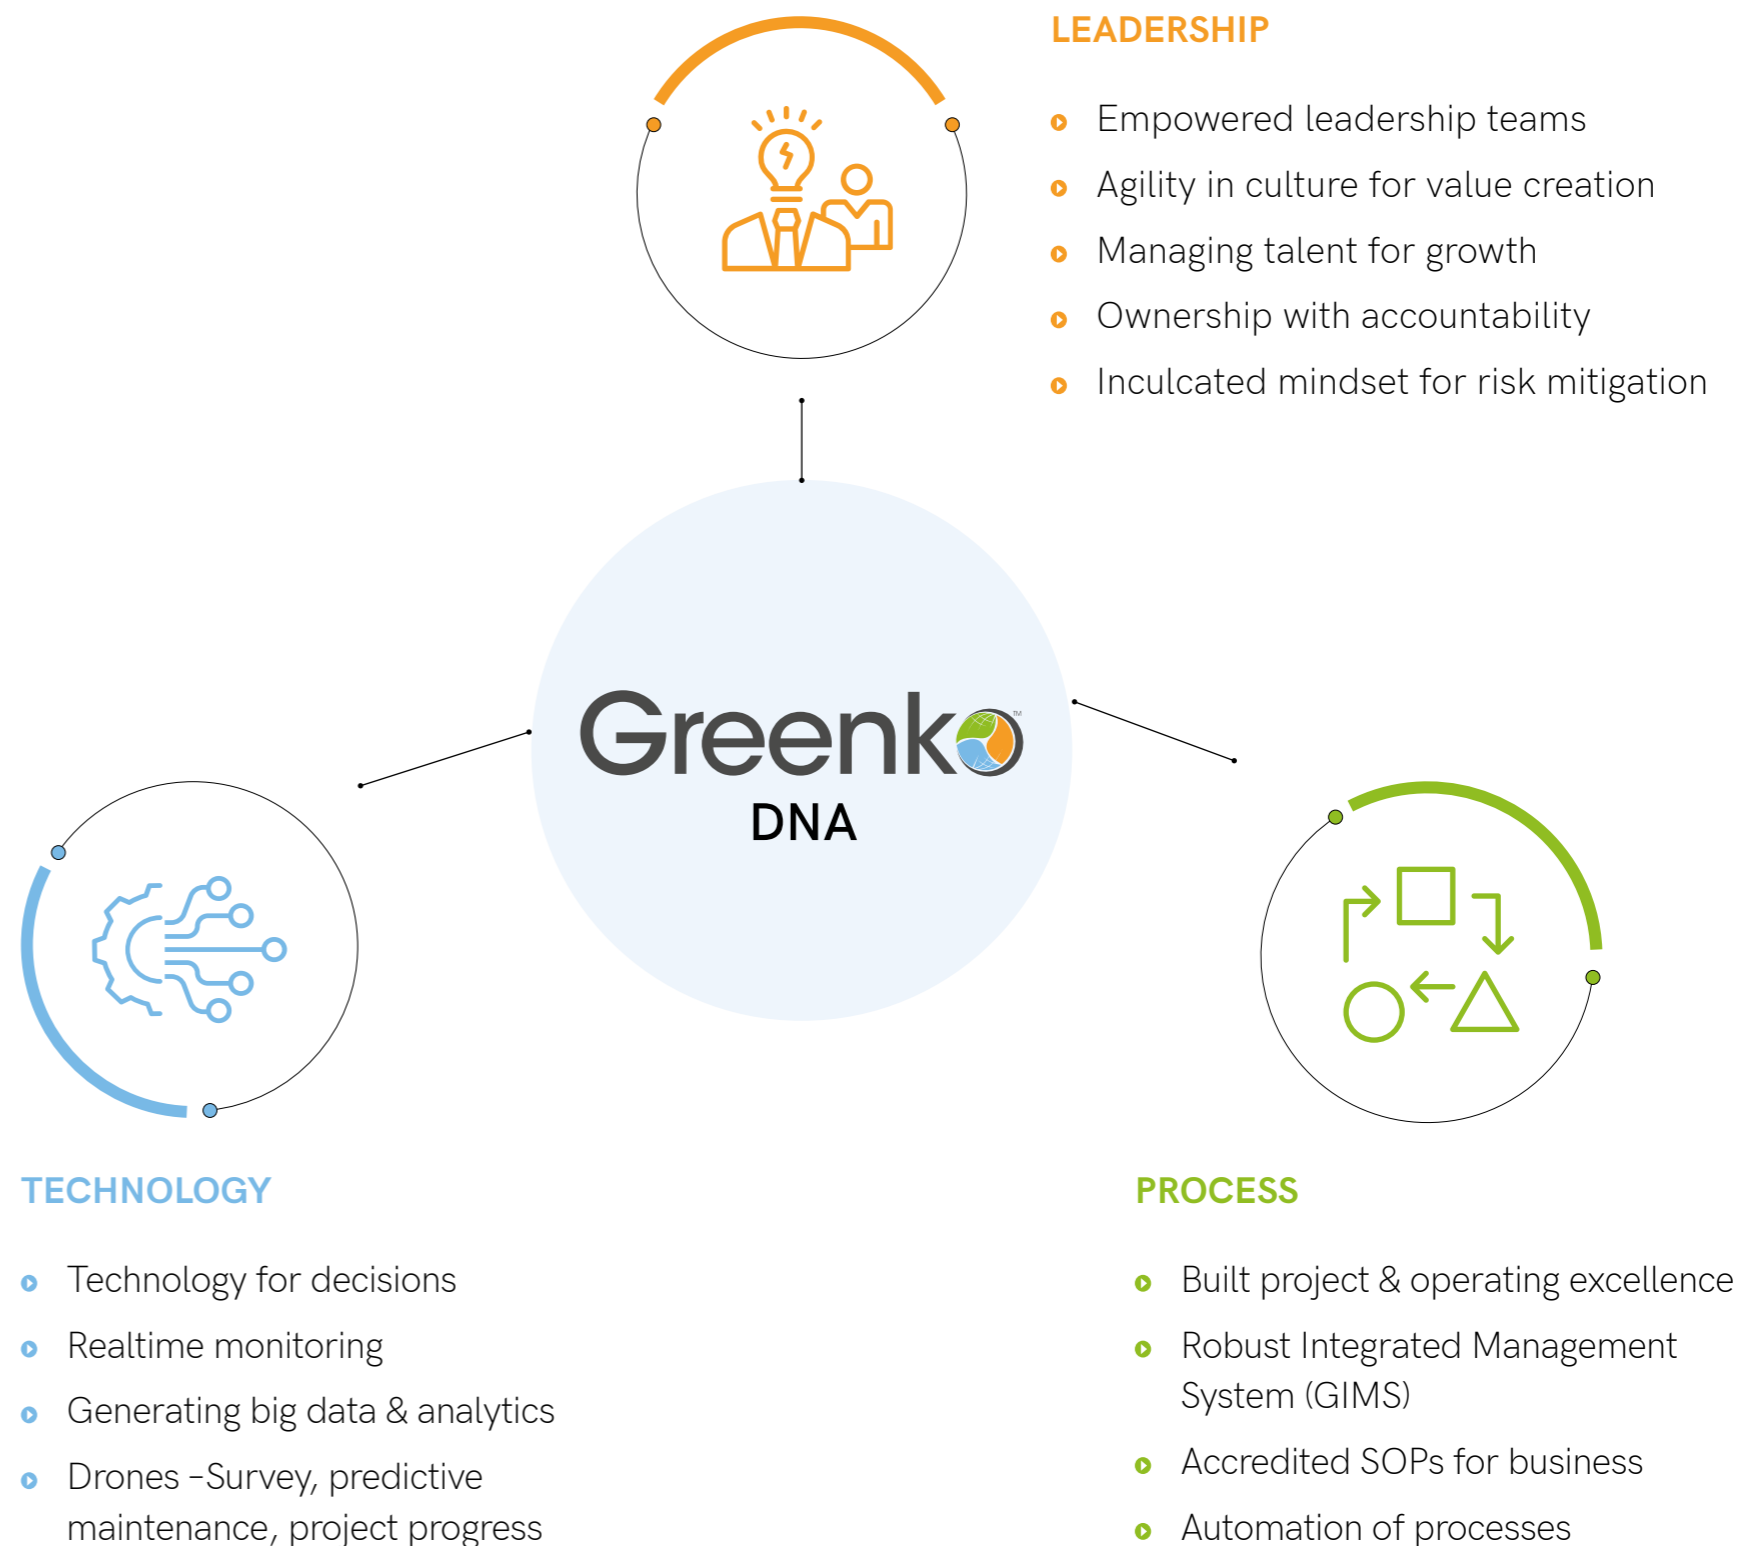 LEADERSHIP
Empowered leadership teams
Agility in culture for value creation
Managing talent for growth
Ownership with accountability
Inculcated mindset for risk mitigation
Greenko™
DNA
TECHNOLOGY
Technology for decisions
Realtime monitoring
Generating big data & analytics
Drones –Survey, predictive
maintenance, project progress
PROCESS
Built project & operating excellence
Robust Integrated Management
System (GIMS)
Accredited SOPs for business
Automation of processes